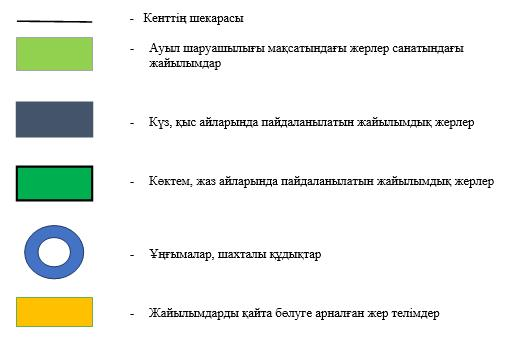 - Кенттің шекарасы
- Ауыл шаруашылығы мақсатындағы жерлер санатындағы
жайылымдар
- Күз, қыс айларында пайдаланылатын жайылымдық жерлер
- Көктем, жаз айларында пайдаланылатын жайылымдық жерлер
- Ұңғымалар, шахталы құдықтар
- Жайылымдарды қайта бөлуге арналған жер телімдер